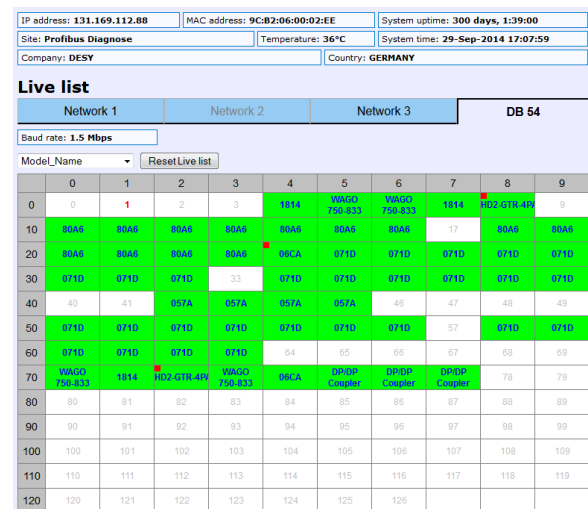 IP address: 131.169.112.88 MAC address: 9C:B2:06:00:02:EE System uptime: 300 days, 1:39:00
Site: Profibus Diagnose Temperature: 36°C System time: 29-Sep-2014 17:07:59
Company: DESY Country: GERMANY
Live list
Network 1 Network 2 Network 3 DB 54
Baud rate: 1.5 Mbps
Model_Name Reset Live list
0 1 2 3 4 5 6 7 8 9
0 0 1 2 3 1814 WAGO 750-833 WAGO 750-833 1814 HD2-GTR-4PA 9
10 80A6 80A6 80A6 80A6 80A6 80A6 80A6 17 80A6 80A6
20 80A6 80A6 80A6 80A6 06CA 071D 071D 071D 071D 071D
30 071D 071D 071D 33 071D 071D 071D 071D 071D 071D
40 40 41 057A 057A 057A 057A 46 47 48 49
50 071D 071D 071D 071D 071D 071D 071D 57 071D 071D
60 071D 071D 071D 071D 64 65 66 67 68 69
70 WAGO 750-833 1814 HD2-GTR-4PA WAGO 750-833 06CA DP/DP Coupler DP/DP Coupler DP/DP Coupler 78 79
80 80 81 82 83 84 85 86 87 88 89
90 90 91 92 93 94 95 96 97 98 99
100 100 101 102 103 104 105 106 107 108 109
110 110 111 112 113 114 115 116 117 118 119
120 120 121 122 123 124 125 126